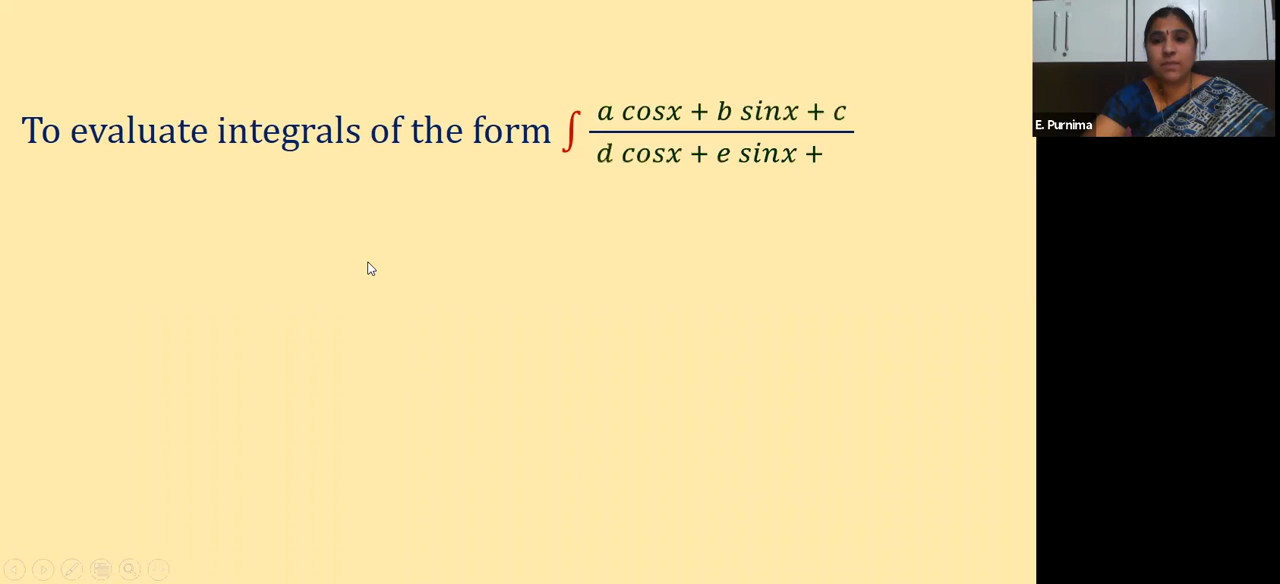 To evaluate integrals of the form ∫ (a cosx + b sinx + c) / (d cosx + e sinx +)
E. Purnima